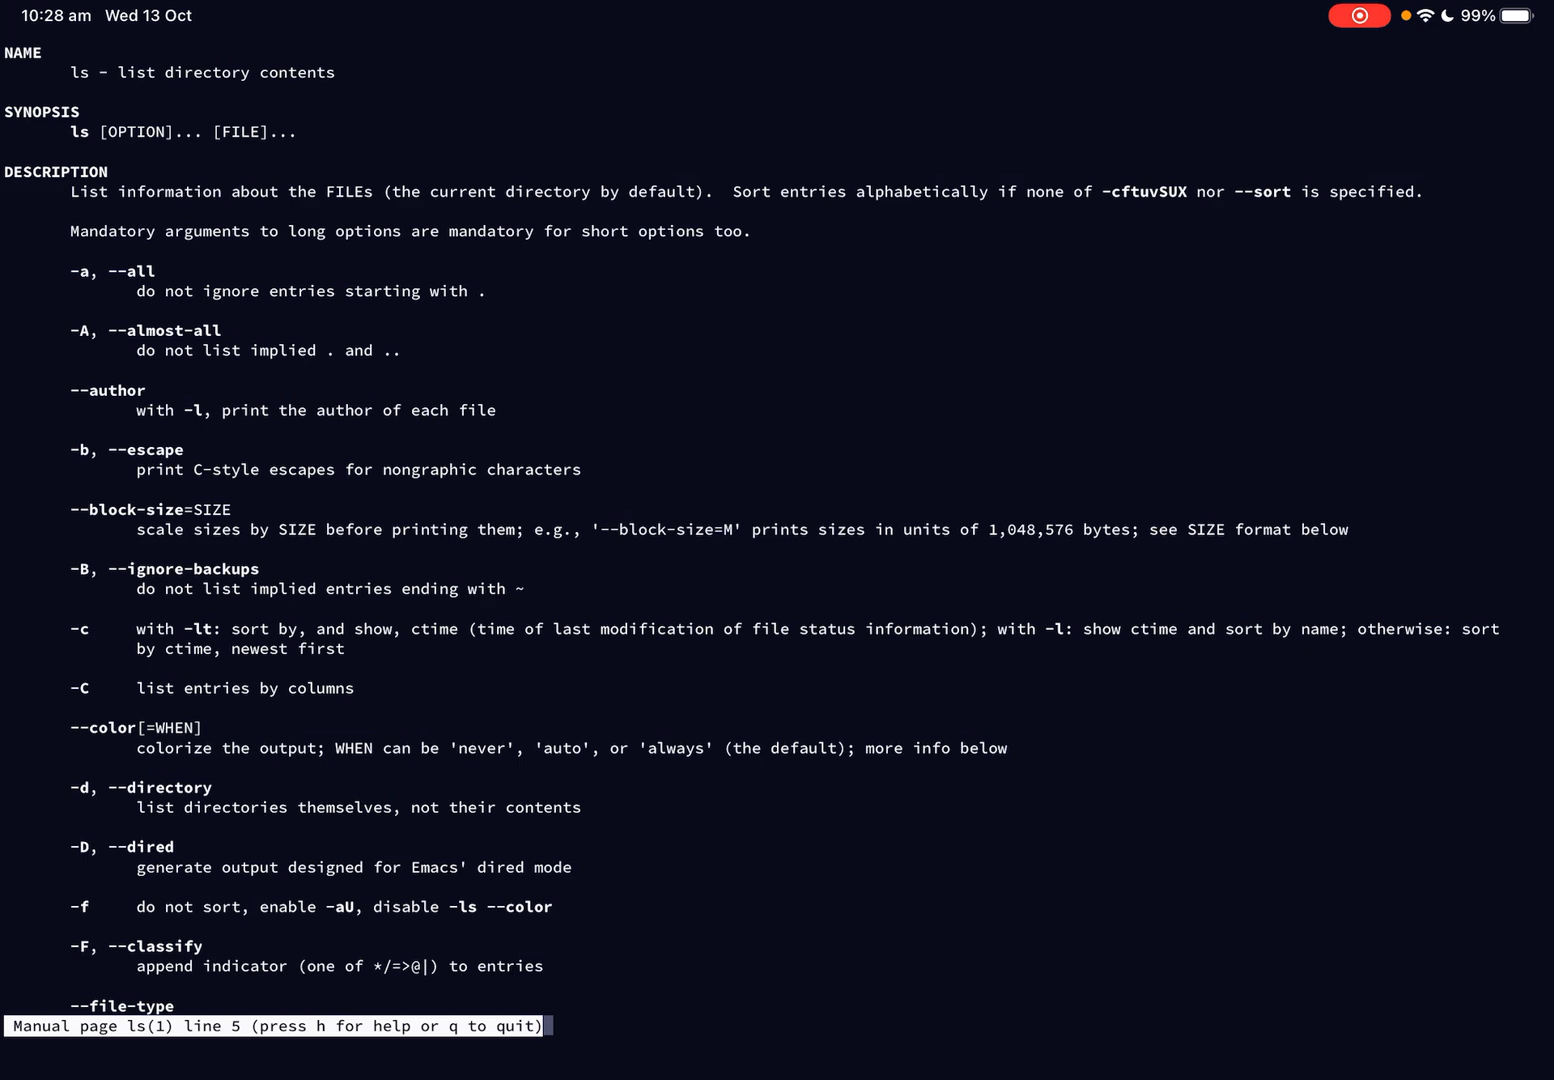 10:28 am Wed 13 Oct 99%
NAME
ls - list directory contents
SYNOPSIS
ls [OPTION]... [FILE]...
DESCRIPTION
List information about the FILEs (the current directory by default). Sort entries alphabetically if none of -cftuvSUX nor --sort is specified.
Mandatory arguments to long options are mandatory for short options too.
-a, --all
do not ignore entries starting with .
-A, --almost-all
do not list implied . and ..
--author
with -l, print the author of each file
-b, --escape
print C-style escapes for nongraphic characters
--block-size=SIZE
scale sizes by SIZE before printing them; e.g., '--block-size=M' prints sizes in units of 1,048,576 bytes; see SIZE format below
-B, --ignore-backups
do not list implied entries ending with ~
-c with -lt: sort by, and show, ctime (time of last modification of file status information); with -l: show ctime and sort by name; otherwise: sort
by ctime, newest first
-C list entries by columns
--color[=WHEN]
colorize the output; WHEN can be 'never', 'auto', or 'always' (the default); more info below
-d, --directory
list directories themselves, not their contents
-D, --dired
generate output designed for Emacs' dired mode
-f do not sort, enable -aU, disable -ls --color
-F, --classify
append indicator (one of */=>@|) to entries
--file-type
Manual page ls(1) line 5 (press h for help or q to quit)